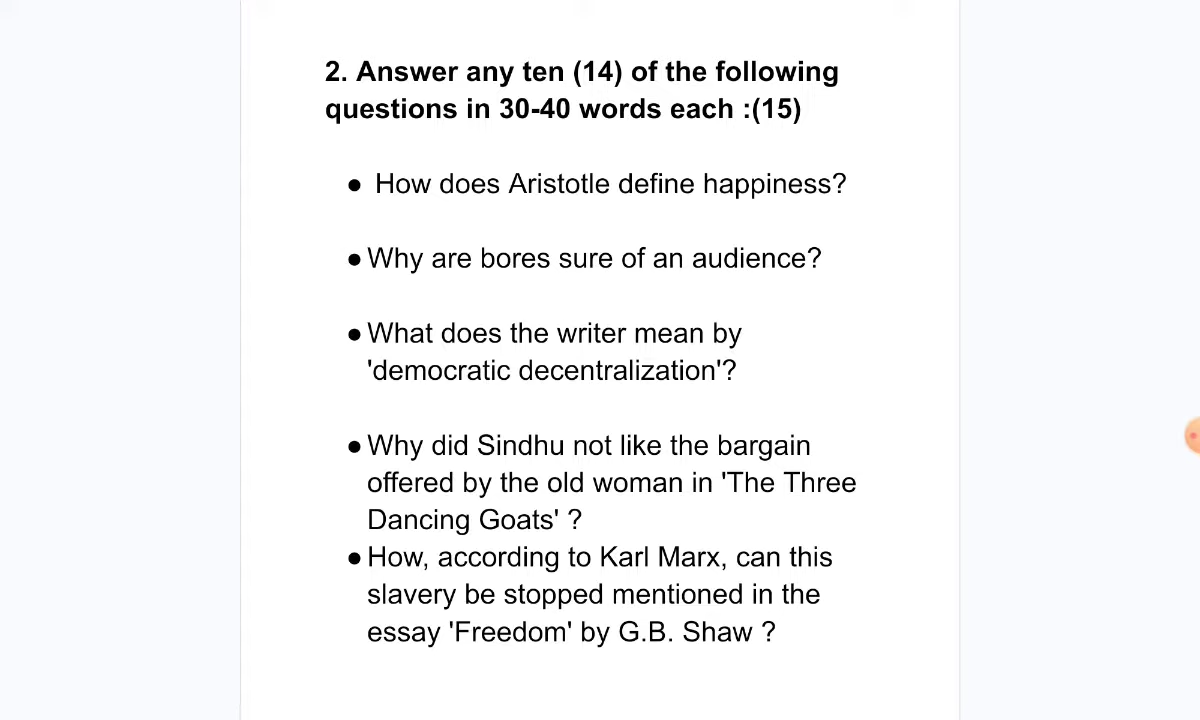 2. Answer any ten (14) of the following
questions in 30-40 words each :(15)
● How does Aristotle define happiness?
● Why are bores sure of an audience?
● What does the writer mean by
'democratic decentralization'?
● Why did Sindhu not like the bargain
offered by the old woman in 'The Three
Dancing Goats' ?
● How, according to Karl Marx, can this
slavery be stopped mentioned in the
essay 'Freedom' by G.B. Shaw ?